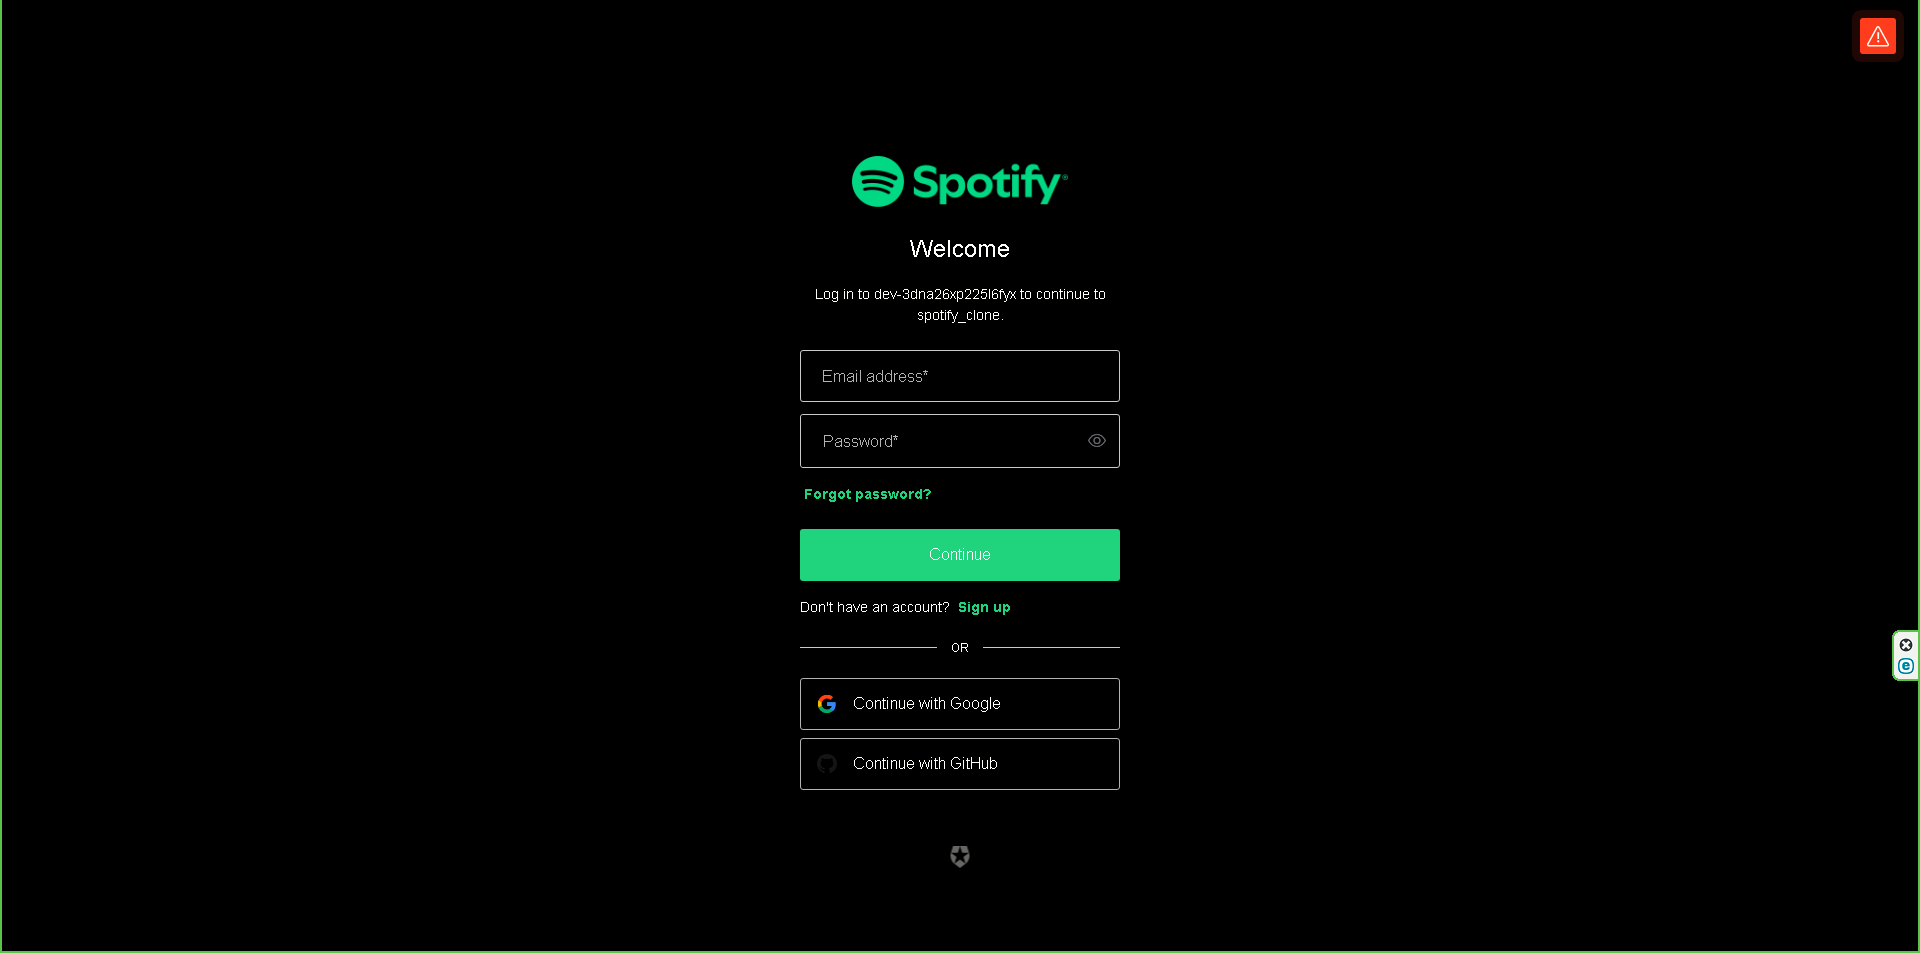 Spotify®
Welcome
Log in to dev-3dna26xp225l6fyx to continue to
spotify_clone.
Email address*
Password*
Forgot password?
Continue
Don't have an account? Sign up
OR
Continue with Google
Continue with GitHub